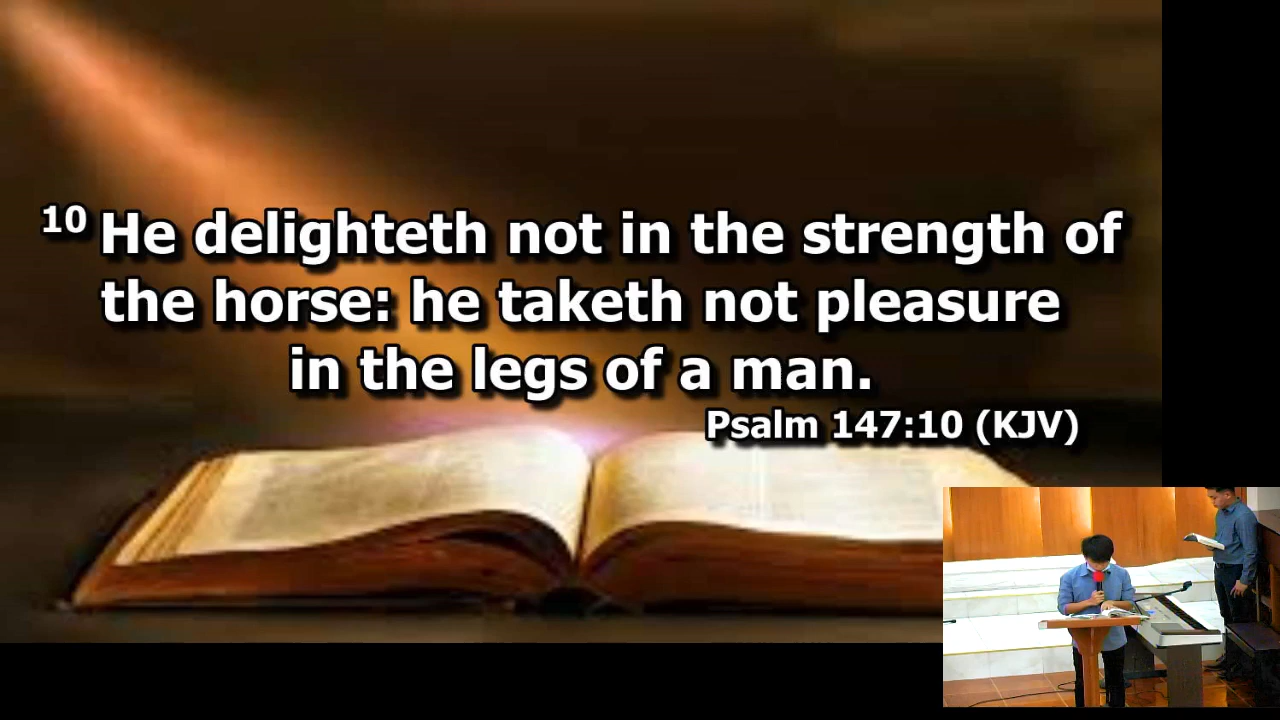 10 He delighteth not in the strength of
the horse: he taketh not pleasure
in the legs of a man.
Psalm 147:10 (KJV)